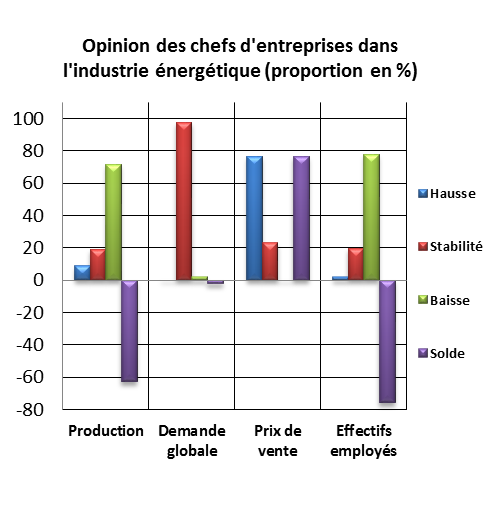 Opinion des chefs d'entreprises dans
l'industrie énergétique (proportion en %)
100
80
60
40
20
0
-20
-40
-60
-80
Hausse
Stabilité
Baisse
Solde
Production
Demande
globale
Prix de
vente
Effectifs
employés